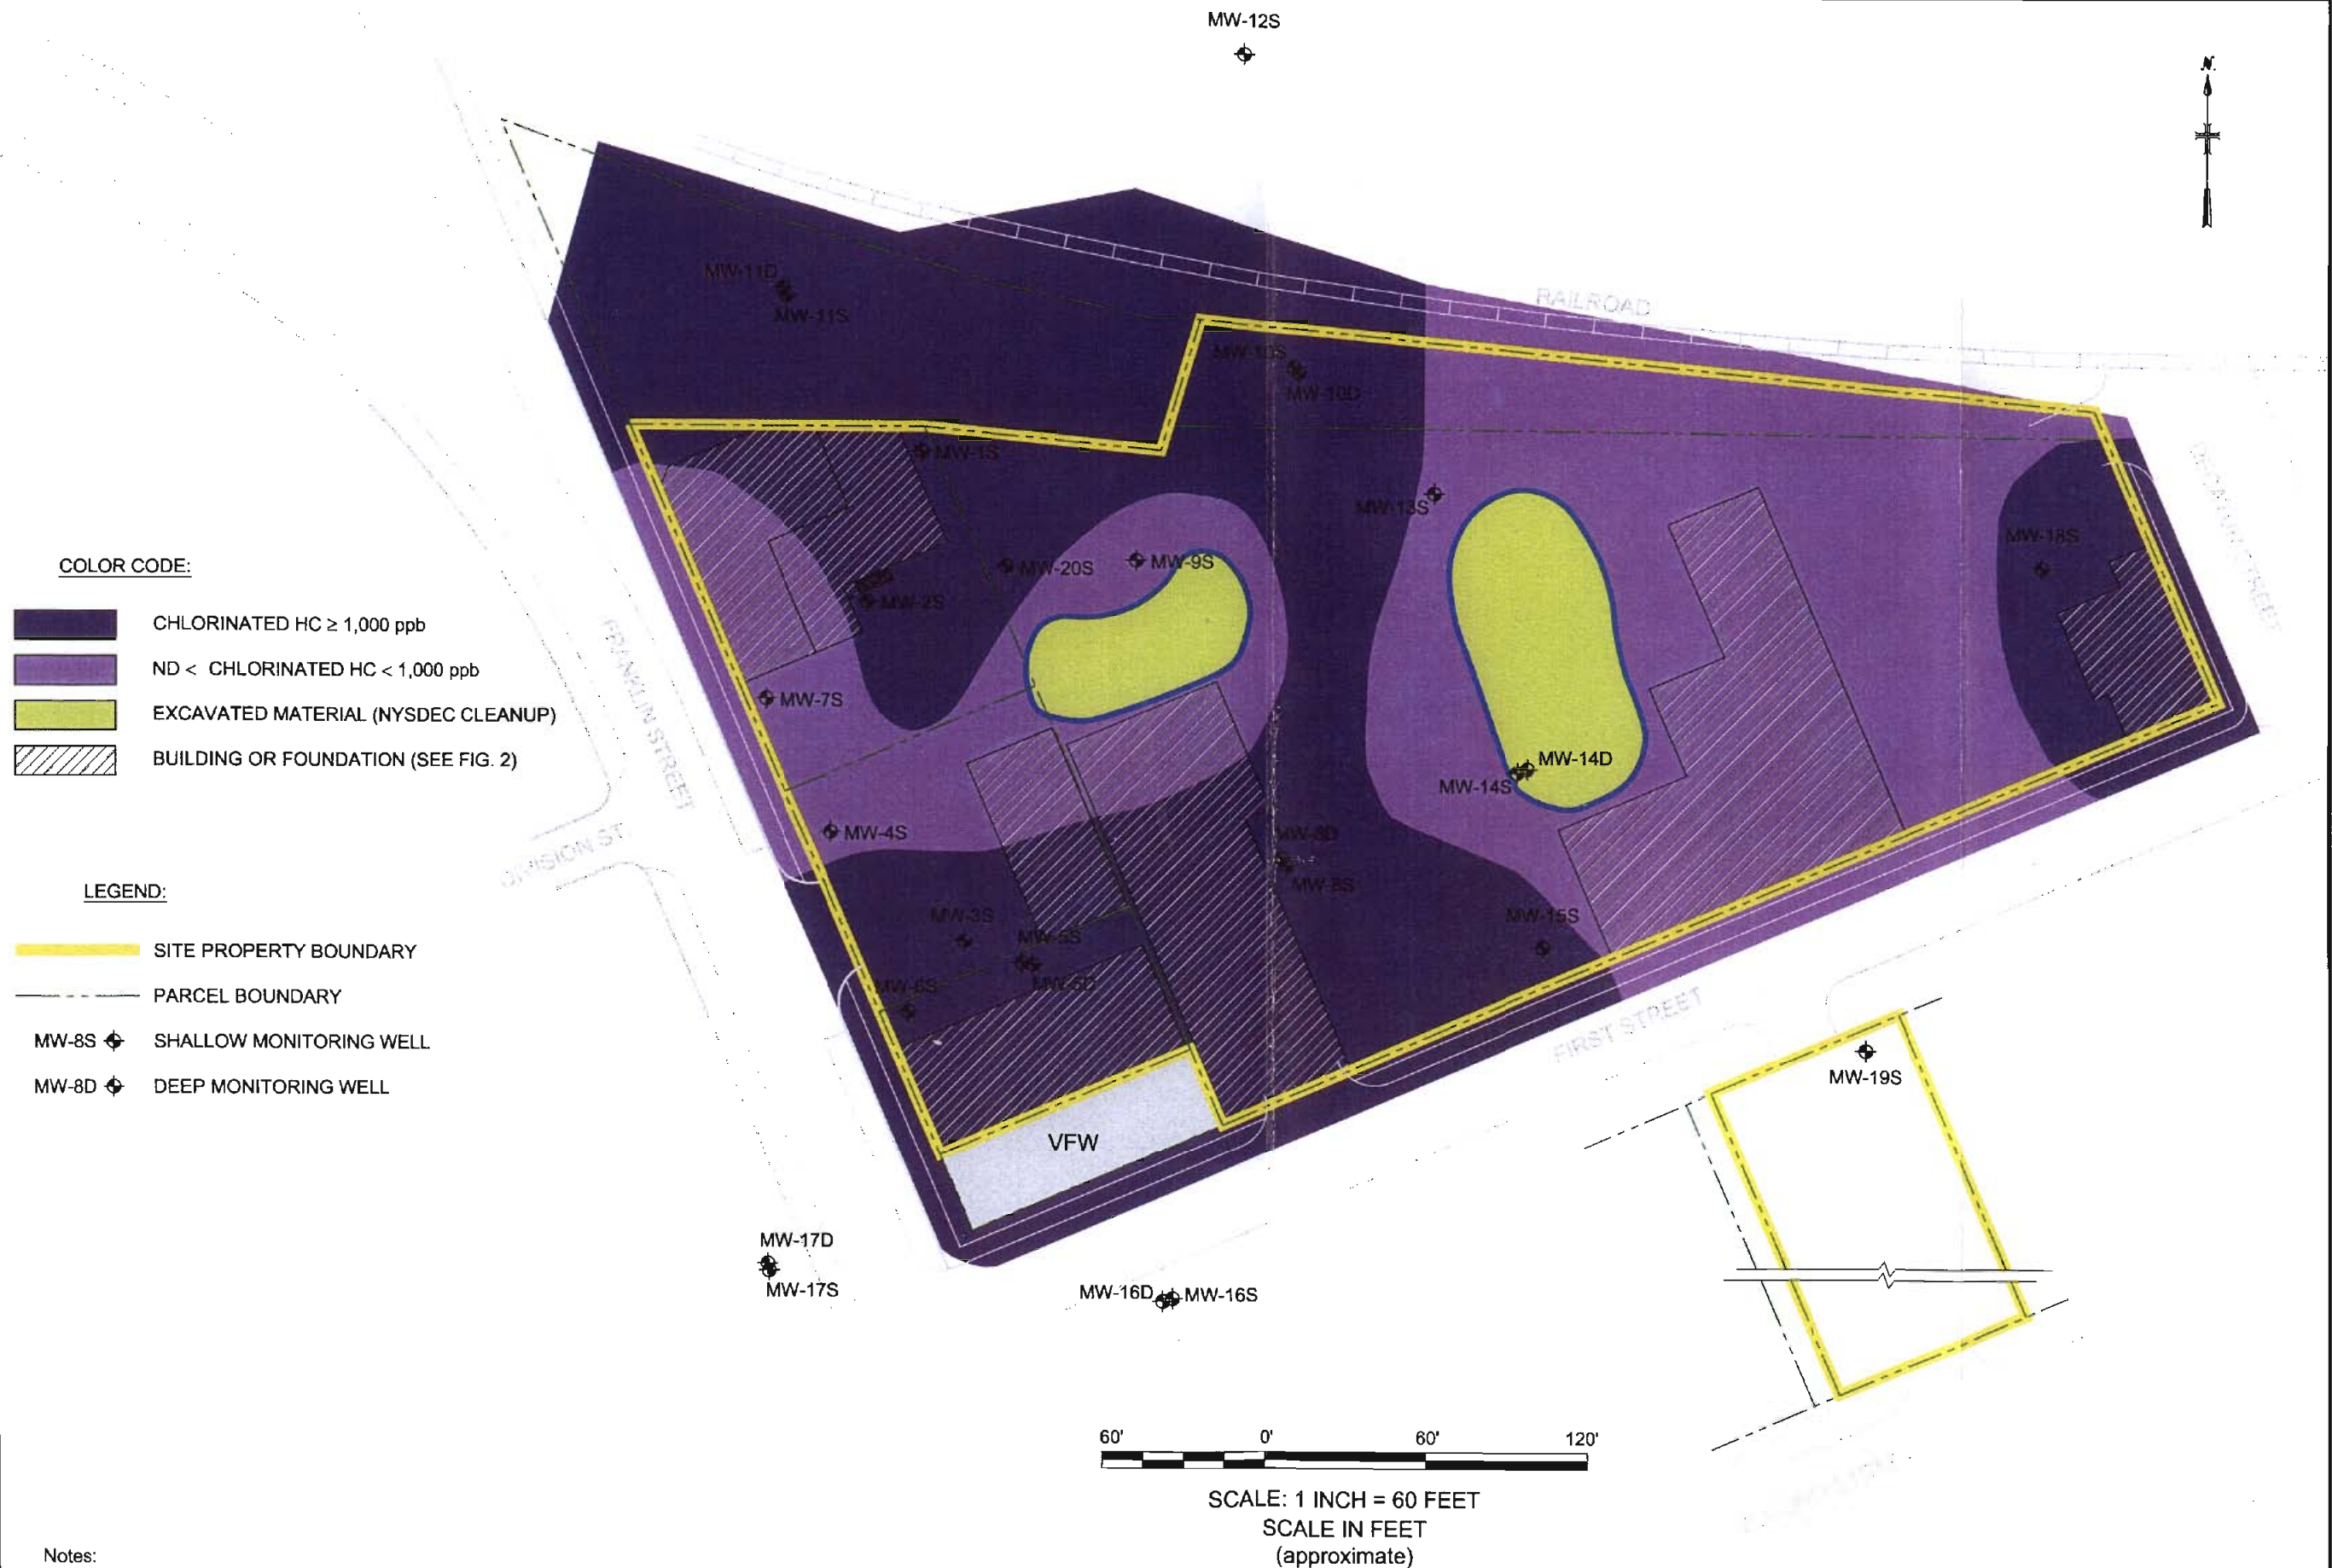 MW-12S
N
RAILROAD
MW-11D
MW-11S
MW-10S
MW-10D
MW-1S
MW-13S
MW-18S
MW-20S
MW-9S
MW-2S
MW-7S
FRANKLIN STREET
DIVISION ST.
MW-4S
MW-14D
MW-14S
MW-8D
MW-8S
MW-3S
MW-5S
MW-5D
MW-6S
MW-15S
FIRST STREET
MW-19S
VFW
MW-17D
MW-17S
MW-16D
MW-16S
COLOR CODE:
CHLORINATED HC ≥ 1,000 ppb
ND < CHLORINATED HC < 1,000 ppb
EXCAVATED MATERIAL (NYSDEC CLEANUP)
BUILDING OR FOUNDATION (SEE FIG. 2)
LEGEND:
SITE PROPERTY BOUNDARY
PARCEL BOUNDARY
MW-8S SHALLOW MONITORING WELL
MW-8D DEEP MONITORING WELL
60' 0' 60' 120'
SCALE: 1 INCH = 60 FEET
SCALE IN FEET
(approximate)
Notes: